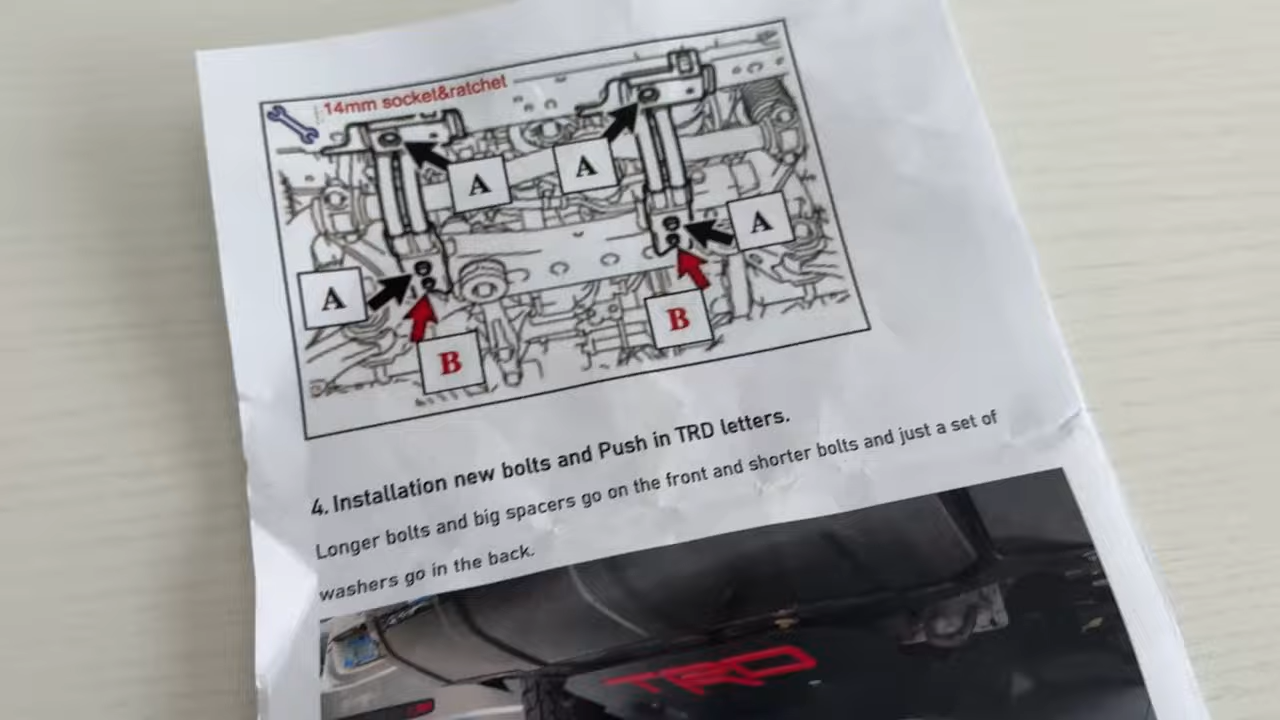 14mm socket&ratchet
A
A
A
A
B
B
4. Installation new bolts and Push in TRD letters.
Longer bolts and big spacers go on the front and shorter bolts and just a set of
washers go in the back.
TRD